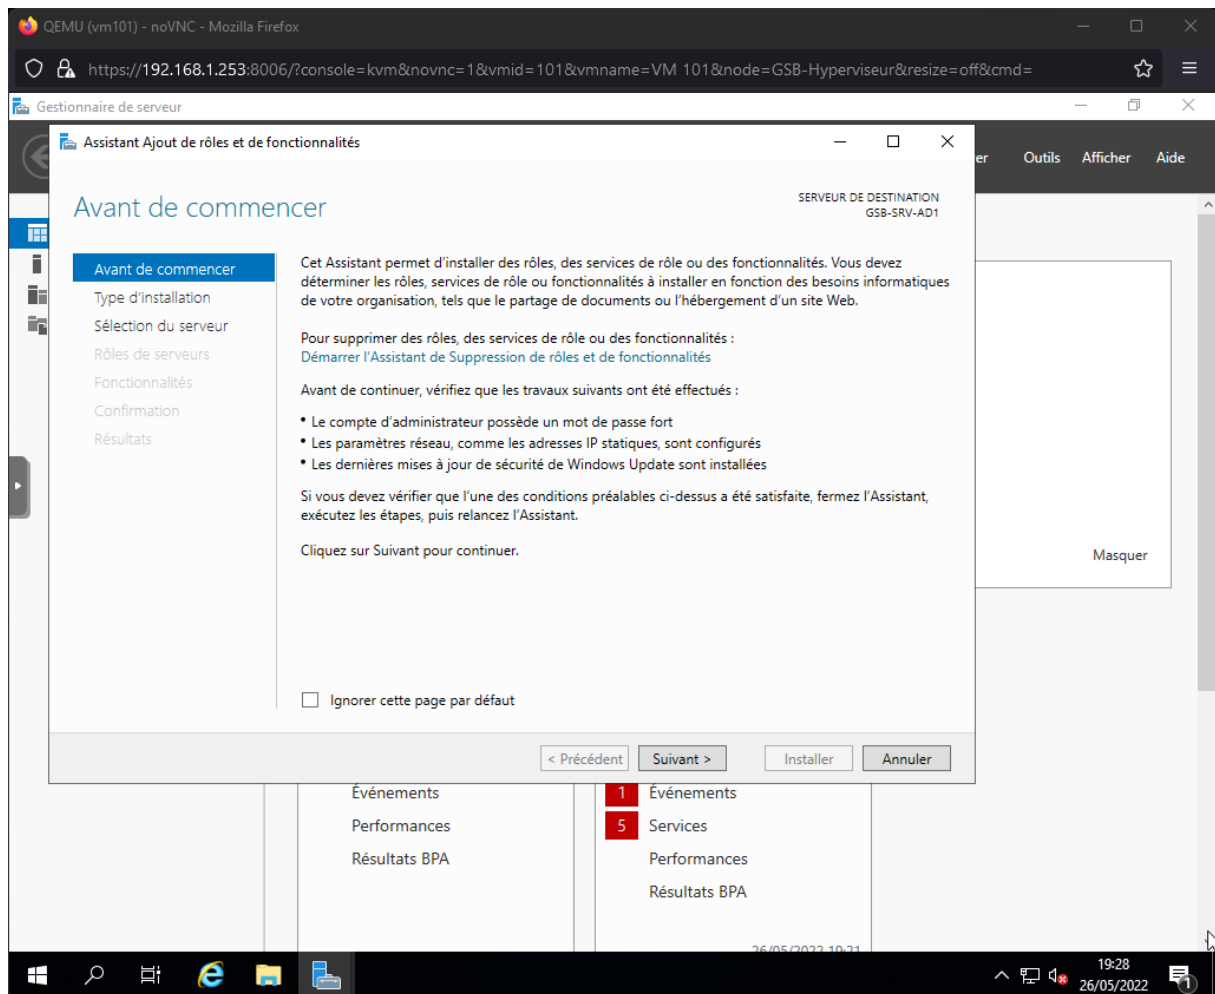 QEMU (vm101) - noVNC - Mozilla Firefox
https://192.168.1.253:8006/?console=kvm&novnc=1&vmid=101&vmname=VM 101&node=GSB-Hyperviseur&resize=off&cmd=
Gestionnaire de serveur
Assistant Ajout de rôles et de fonctionnalités
er Outils Afficher Aide
Avant de commencer
SERVEUR DE DESTINATION
GSB-SRV-AD1
Avant de commencer
Type d'installation
Sélection du serveur
Rôles de serveurs
Fonctionnalités
Confirmation
Résultats
Cet Assistant permet d'installer des rôles, des services de rôle ou des fonctionnalités. Vous devez
déterminer les rôles, services de rôle ou fonctionnalités à installer en fonction des besoins informatiques
de votre organisation, tels que le partage de documents ou l'hébergement d'un site Web.
Pour supprimer des rôles, des services de rôle ou des fonctionnalités :
Démarrer l'Assistant de Suppression de rôles et de fonctionnalités
Avant de continuer, vérifiez que les travaux suivants ont été effectués :
• Le compte d'administrateur possède un mot de passe fort
• Les paramètres réseau, comme les adresses IP statiques, sont configurés
• Les dernières mises à jour de sécurité de Windows Update sont installées
Si vous devez vérifier que l'une des conditions préalables ci-dessus a été satisfaite, fermez l'Assistant,
exécutez les étapes, puis relancez l'Assistant.
Cliquez sur Suivant pour continuer.
Masquer
Ignorer cette page par défaut
< Précédent Suivant > Installer Annuler
Événements
Performances
Résultats BPA
1 Événements
5 Services
Performances
Résultats BPA
26/05/2022 19:21
19:28
26/05/2022
1